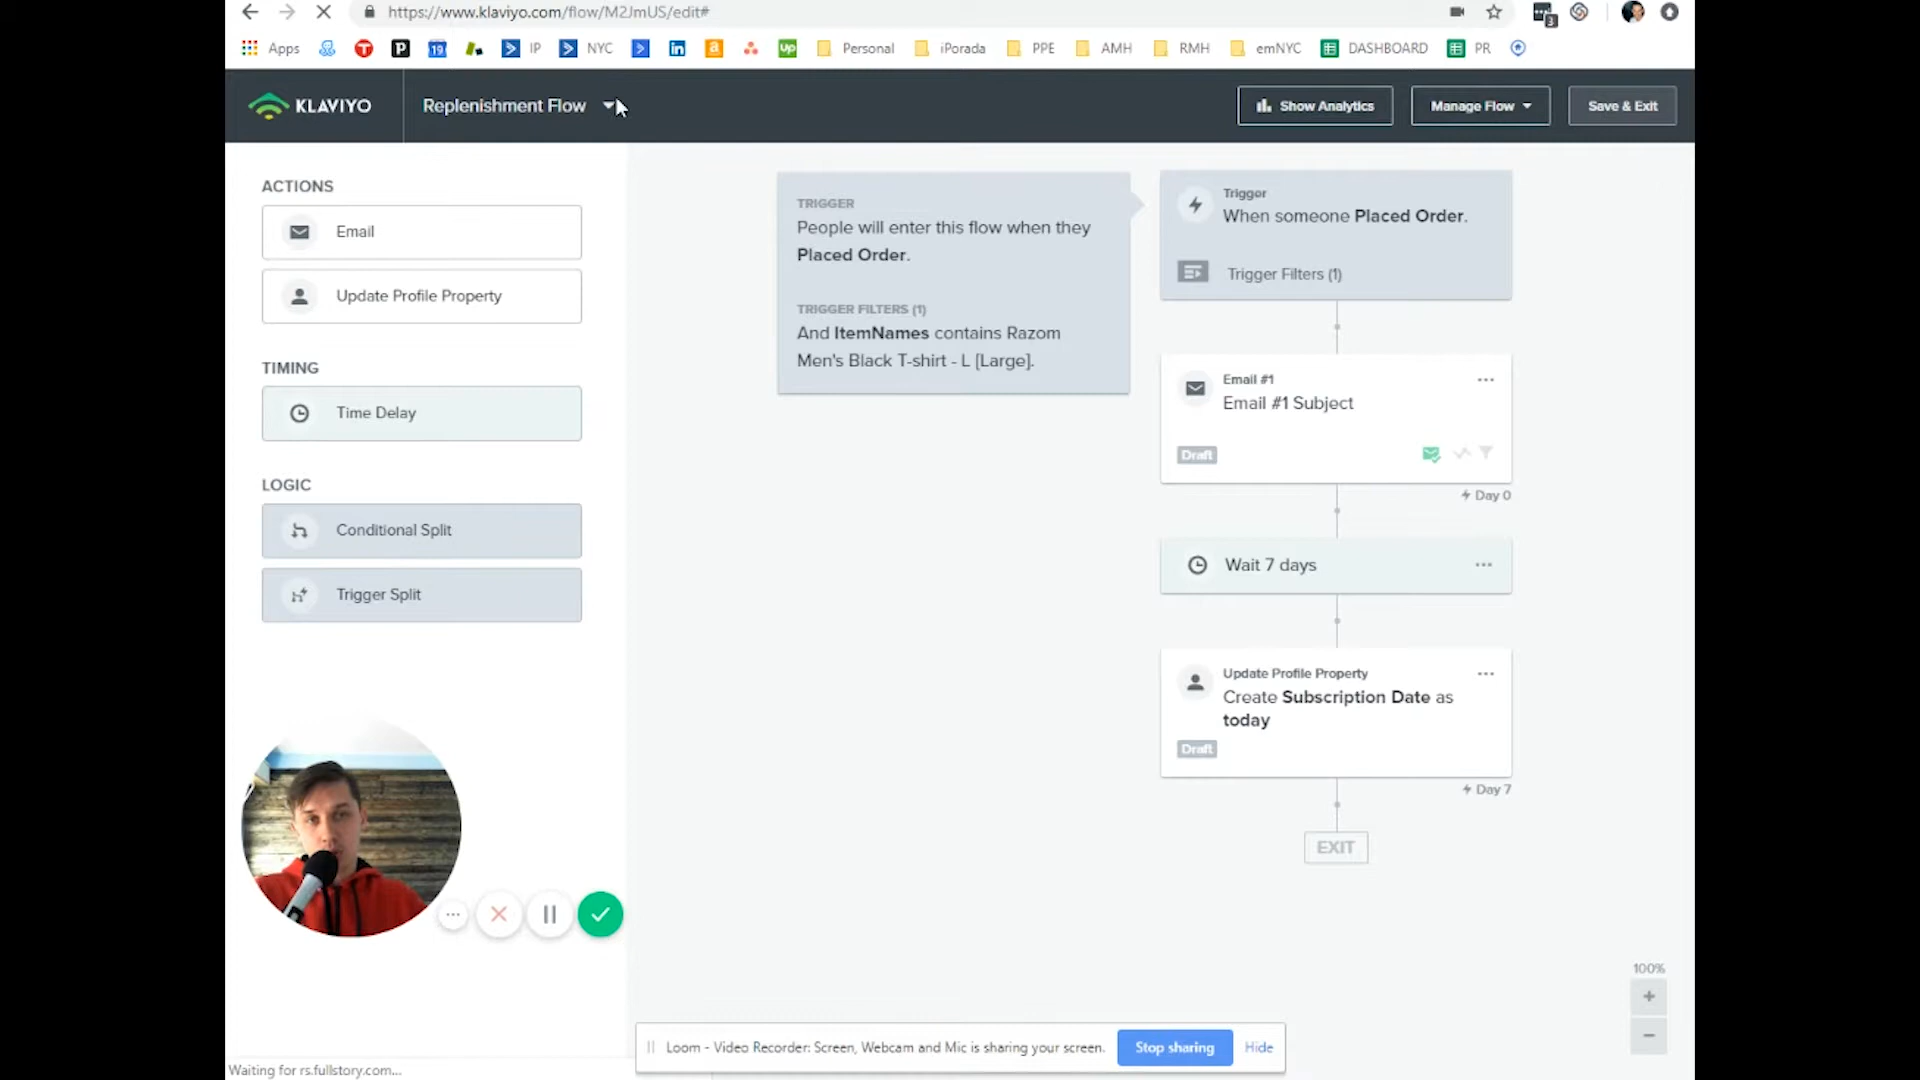 https://www.klaviyo.com/flow/M2JmUS/edit#
3
Apps
19
IP
NYC
in
a
up
Personal
iPorada
PPE
AMH
RMH
emNYC
DASHBOARD
PR
KLAVIYO
Replenishment Flow
Show Analytics
Manage Flow
Save & Exit
ACTIONS
Email
Update Profile Property
TIMING
Time Delay
LOGIC
Conditional Split
Trigger Split
TRIGGER
People will enter this flow when they
Placed Order.
TRIGGER FILTERS (1)
And ItemNames contains Razom
Men's Black T-shirt - L [Large].
Trigger
When someone Placed Order.
Trigger Filters (1)
Email #1
Email #1 Subject
Draft
Day 0
Wait 7 days
Update Profile Property
Create Subscription Date as
today
Draft
Day 7
EXIT
100%
+
−
Loom - Video Recorder: Screen, Webcam and Mic is sharing your screen.
Stop sharing
Hide
Waiting for rs.fullstory.com...